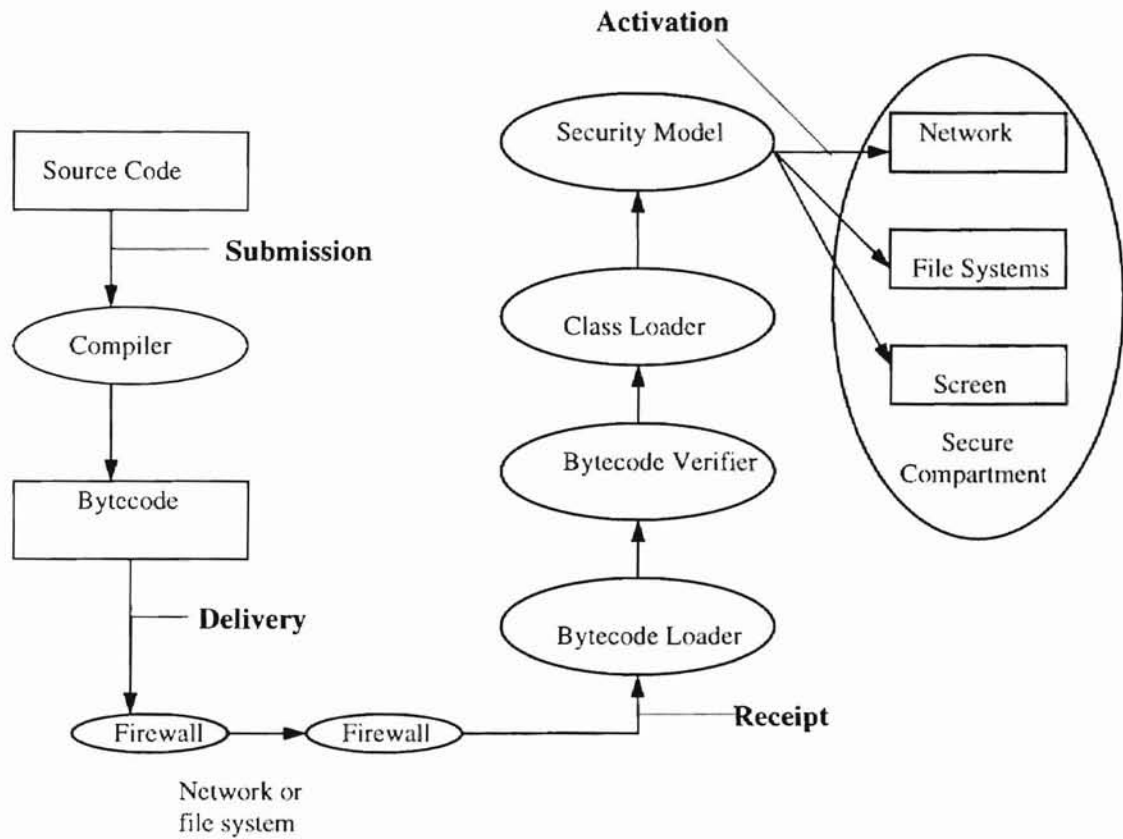 Activation
Security Model
Network
Source Code
Submission
File Systems
Class Loader
Compiler
Screen
Secure
Compartment
Bytecode Verifier
Bytecode
Delivery
Bytecode Loader
Receipt
Firewall
Firewall
Network or
file system